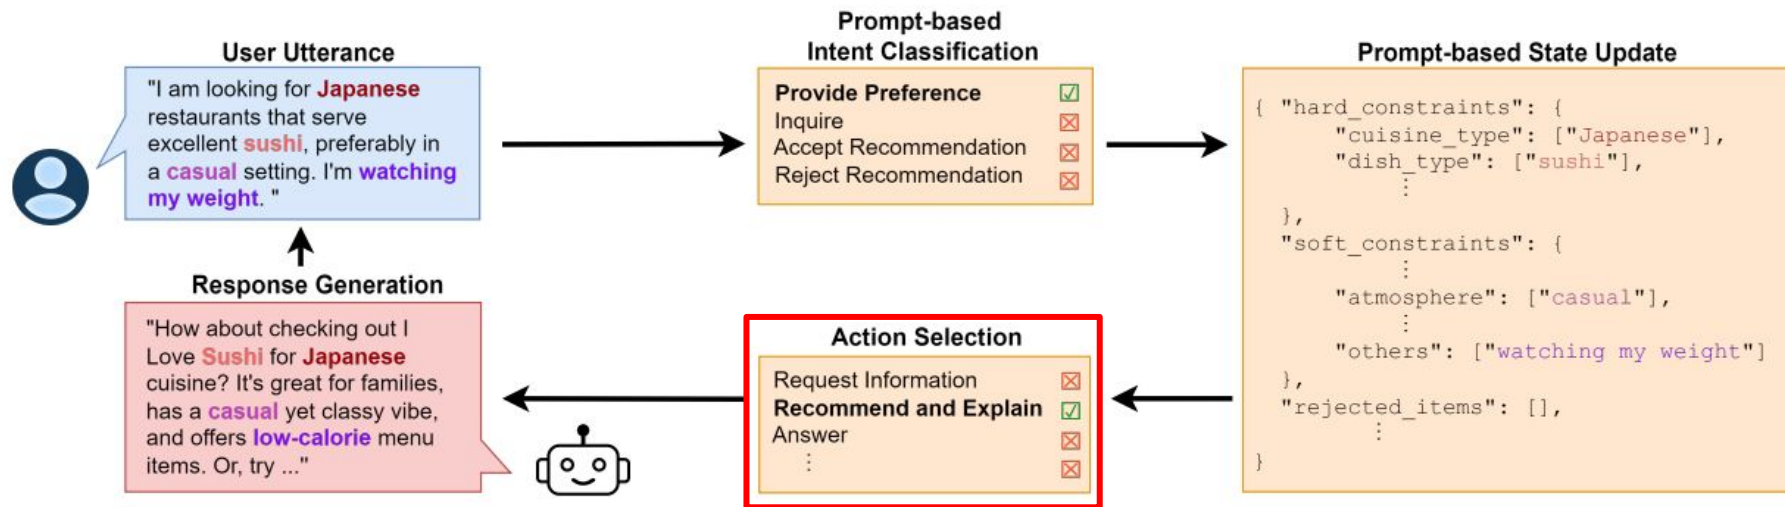 User Utterance
"I am looking for Japanese
restaurants that serve
excellent sushi, preferably in
a casual setting. I'm watching
my weight. "
Prompt-based
Intent Classification
Provide Preference ☑
Inquire ☒
Accept Recommendation ☒
Reject Recommendation ☒
Prompt-based State Update
{ "hard_constraints": {
"cuisine_type": ["Japanese"],
"dish_type": ["sushi"],
⋮
},
"soft_constraints": {
⋮
"atmosphere": ["casual"],
⋮
"others": ["watching my weight"]
},
"rejected_items": [],
⋮
}
Action Selection
Request Information ☒
Recommend and Explain ☑
Answer ☒
⋮ ☒
Response Generation
"How about checking out I
Love Sushi for Japanese
cuisine? It's great for families,
has a casual yet classy vibe,
and offers low-calorie menu
items. Or, try ..."